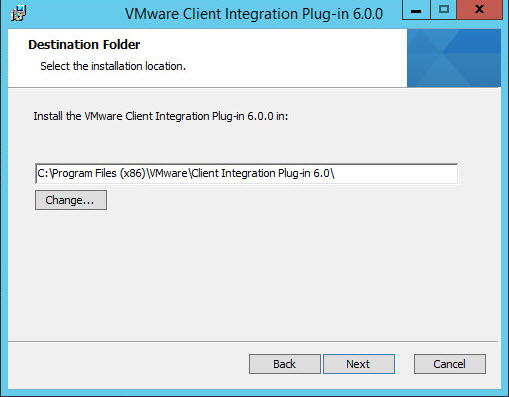 VMware Client Integration Plug-in 6.0.0
Destination Folder
Select the installation location.
Install the VMware Client Integration Plug-in 6.0.0 in:
C:\Program Files (x86)\VMware\Client Integration Plug-in 6.0\
Change...
Back Next Cancel